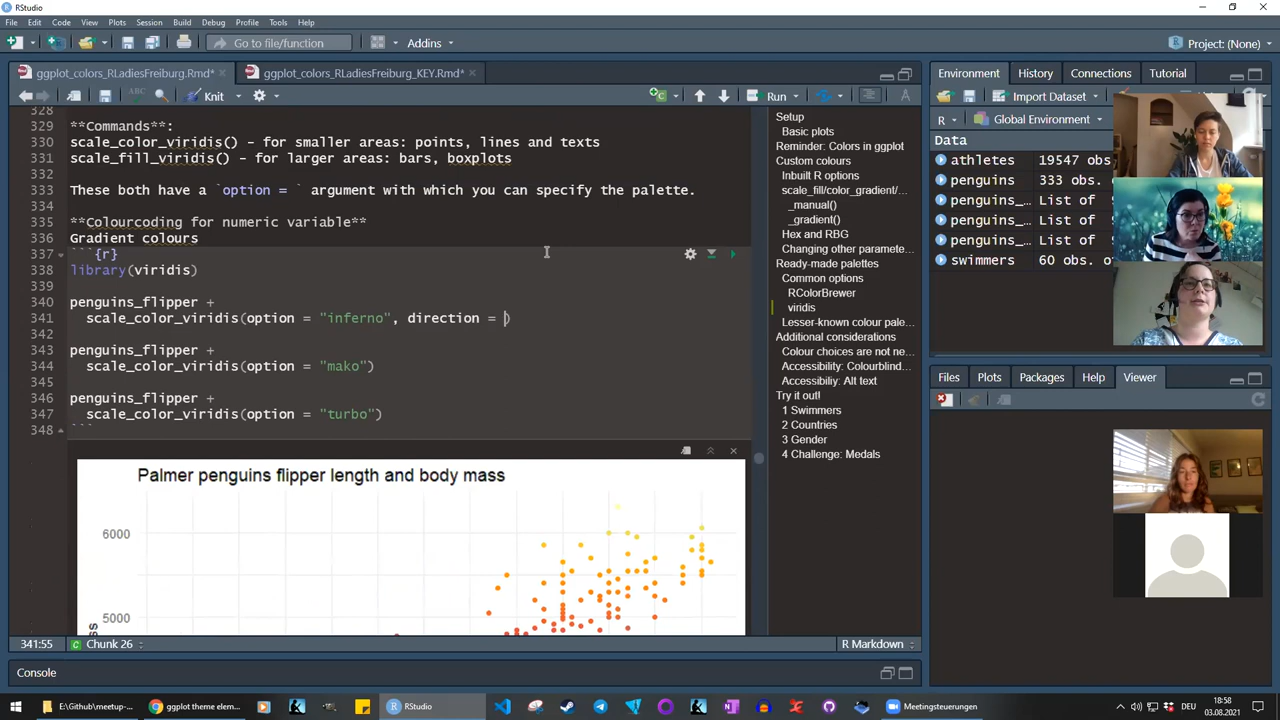 RStudio
File Edit Code View Plots Session Build Debug Profile Tools Help
Go to file/function
Addins
Project: (None)
ggplot_colors_RLadiesFreiburg.Rmd*
ggplot_colors_RLadiesFreiburg_KEY.Rmd*
Knit
Run
328
329 **Commands**:
330 scale_color_viridis() - for smaller areas: points, lines and texts
331 scale_fill_viridis() - for larger areas: bars, boxplots
332
333 These both have a `option = ` argument with which you can specify the palette.
334
335 **Colourcoding for numeric variable**
336 Gradient colours
337 ```{r}
338 library(viridis)
339
340 penguins_flipper +
341 scale_color_viridis(option = "inferno", direction = )
342
343 penguins_flipper +
344 scale_color_viridis(option = "mako")
345
346 penguins_flipper +
347 scale_color_viridis(option = "turbo")
348 ```
Palmer penguins flipper length and body mass
6000
5000
ss
341:55
Chunk 26
R Markdown
Console
Setup
Basic plots
Reminder: Colors in ggplot
Custom colours
Inbuilt R options
scale_fill/color_gradient/...
_manual()
_gradient()
Hex and RBG
Changing other paramete...
Ready-made palettes
Common options
RColorBrewer
viridis
Lesser-known colour pale...
Additional considerations
Colour choices are not ne...
Accessibility: Colourblind...
Accessibiliy: Alt text
Try it out!
1 Swimmers
2 Countries
3 Gender
4 Challenge: Medals
Environment History Connections Tutorial
Import Dataset
R Global Environment
Data
athletes 19547 obs.
penguins 333 obs. o
penguins_... List of
penguins_... List of
penguins_... List of
swimmers 60 obs. o
Files Plots Packages Help Viewer
E:\Github\meetup-...
ggplot theme elem...
RStudio
Meetingsteuerungen
DEU
18:58
03.08.2021